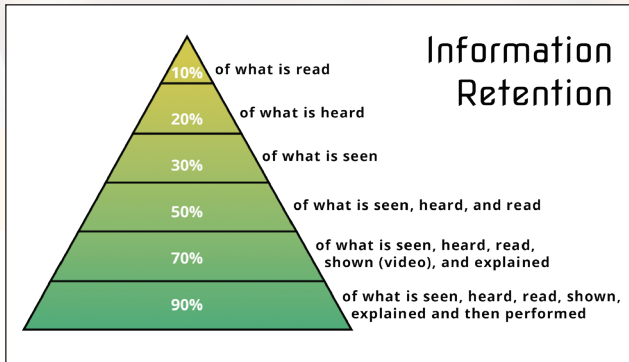 Information
Retention
10% of what is read
20% of what is heard
30% of what is seen
50% of what is seen, heard, and read
70% of what is seen, heard, read,
shown (video), and explained
90% of what is seen, heard, read, shown,
explained and then performed